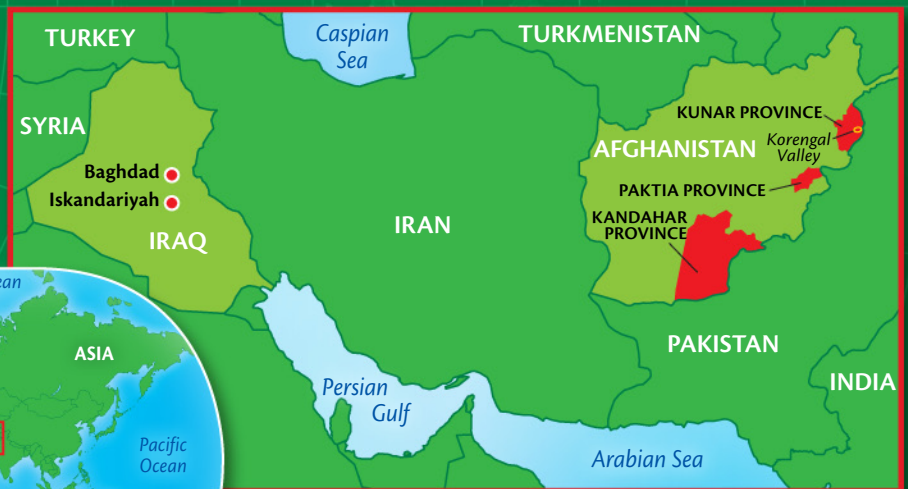 TURKEY
Caspian
Sea
TURKMENISTAN
SYRIA
KUNAR PROVINCE
Korengal
Valley
AFGHANISTAN
Baghdad
Iskandariyah
PAKTIA PROVINCE
KANDAHAR
PROVINCE
IRAQ
IRAN
ean
ASIA
PAKISTAN
INDIA
Persian
Gulf
Pacific
Ocean
Arabian Sea